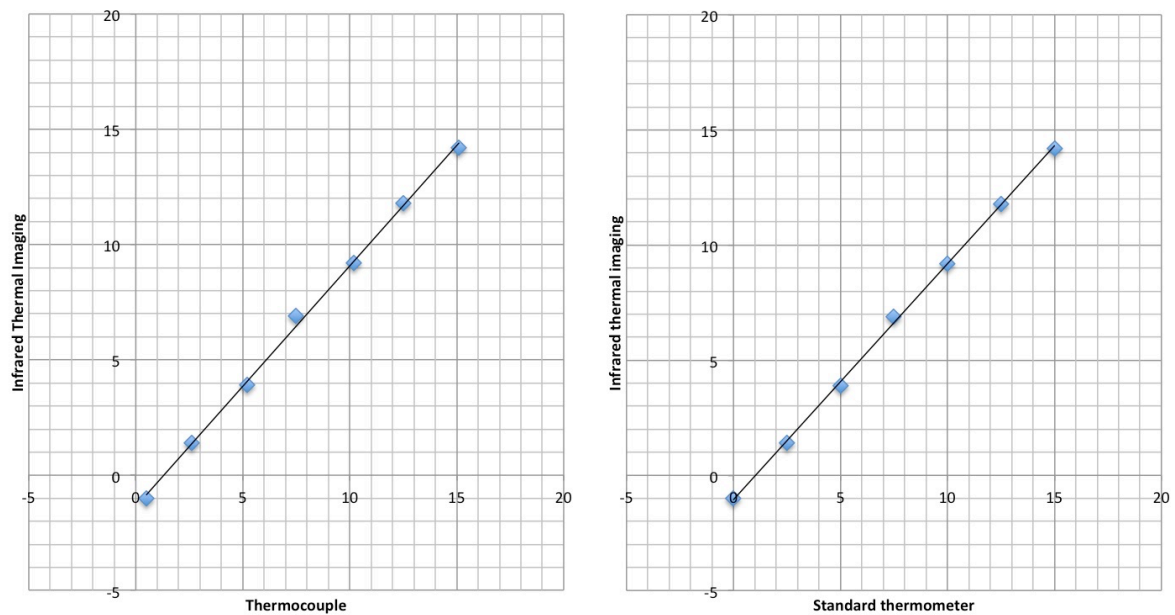 20
15
10
5
0
-5
-5 0 5 10 15 20
Infrared Thermal Imaging
Thermocouple
20
15
10
5
0
-5
-5 0 5 10 15 20
Infrared thermal imaging
Standard thermometer